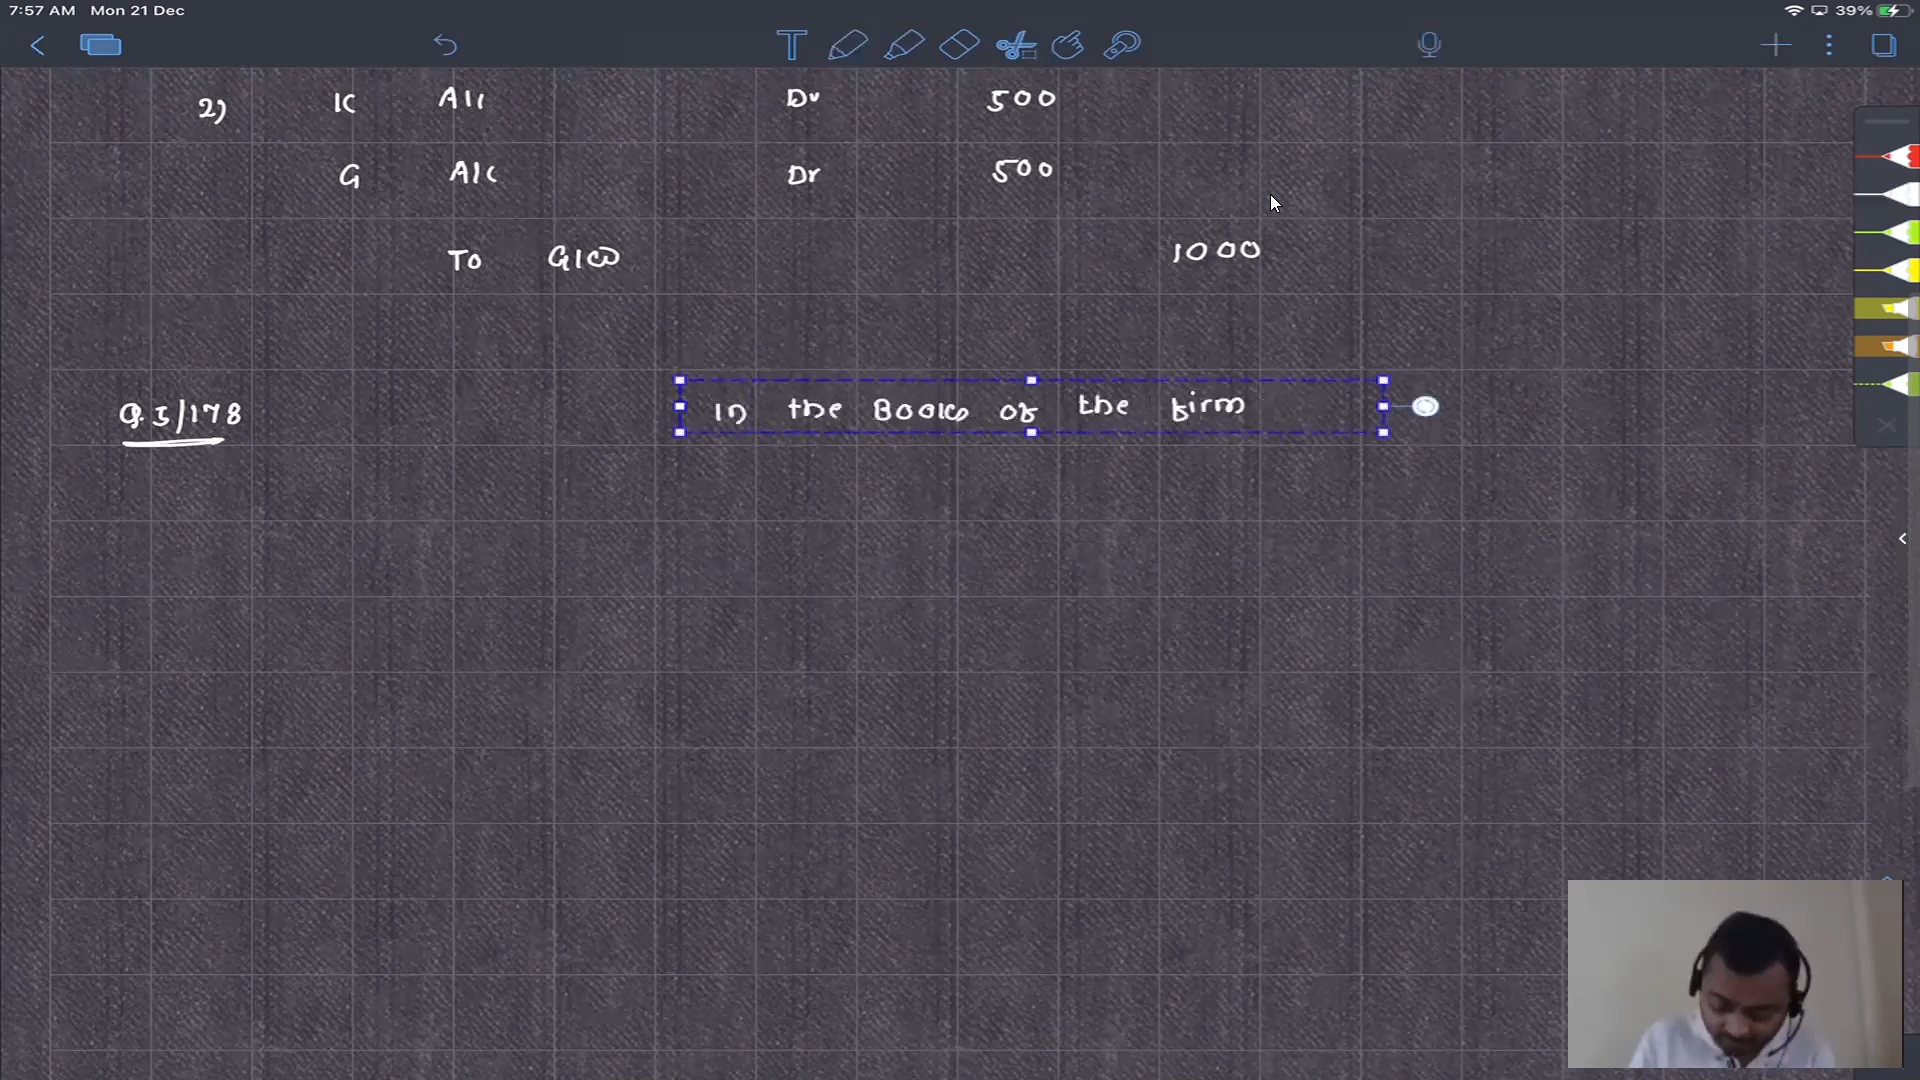 7:57 AM Mon 21 Dec 39%
2) K A/c Dr 500
G A/c Dr 500
To G/W 1000
Q.5/178 In the Books of the firm